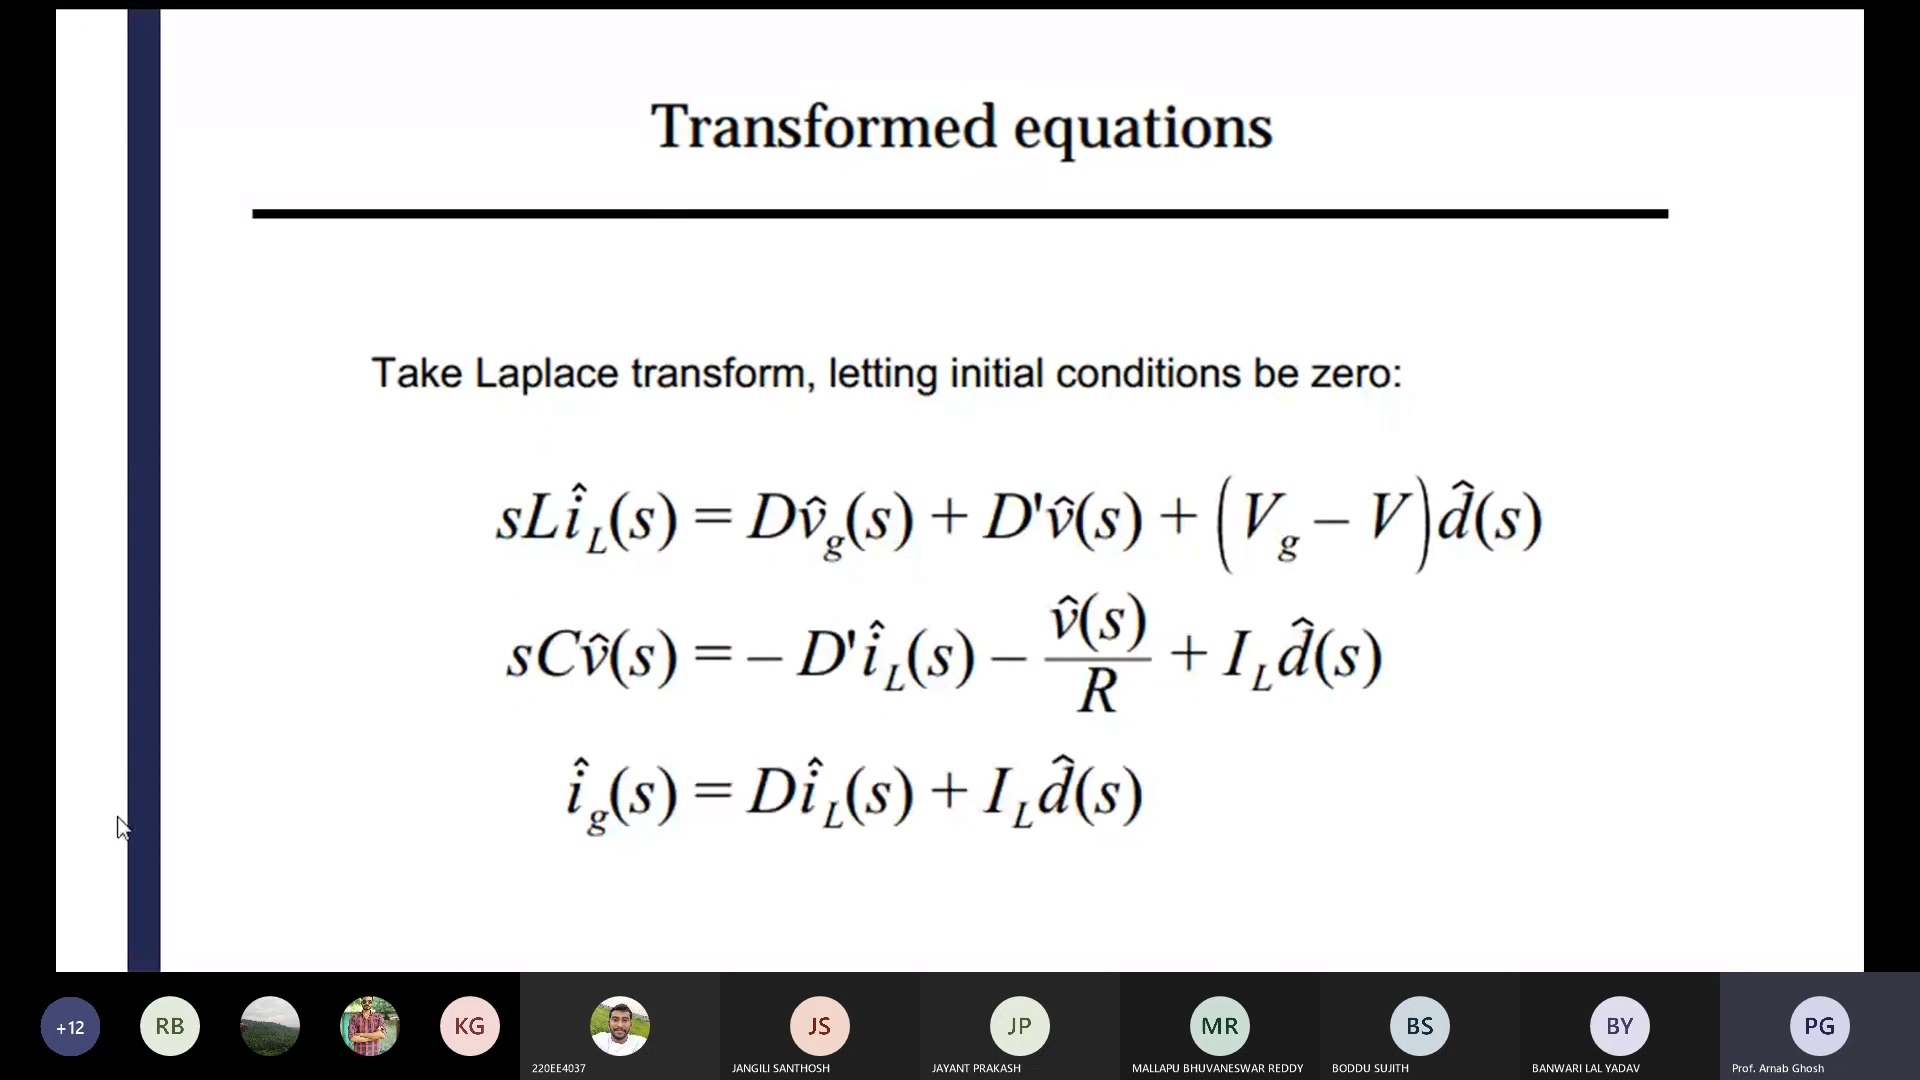 Transformed equations
Take Laplace transform, letting initial conditions be zero:
sLî_L(s) = Dv̂_g(s) + D'v̂(s) + (V_g – V)d̂(s)
sCv̂(s) = – D'î_L(s) – v̂(s)/R + I_L d̂(s)
î_g(s) = Dî_L(s) + I_L d̂(s)
+12
RB
KG
JS
JP
MR
BS
BY
PG
220EE4037
JANGILI SANTHOSH
JAYANT PRAKASH
MALLAPU BHUVANESWAR REDDY
BODDU SUJITH
BANWARI LAL YADAV
Prof. Arnab Ghosh